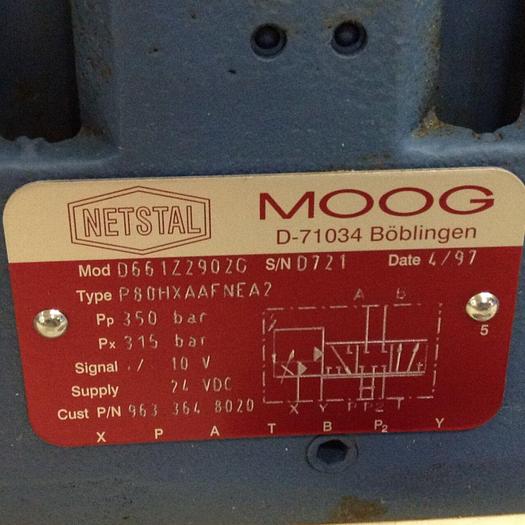 NETSTAL
MOOG
D-71034 Böblingen
Mod D661Z2902G S/N D721 Date 4/97
Type P80HXAAFNEA2
Pp 350 bar
Px 315 bar
Signal ./ 10 V
Supply 24 VDC
Cust P/N 963 364 8020
A B
X Y P P2 T
5
X P A T B P2 Y